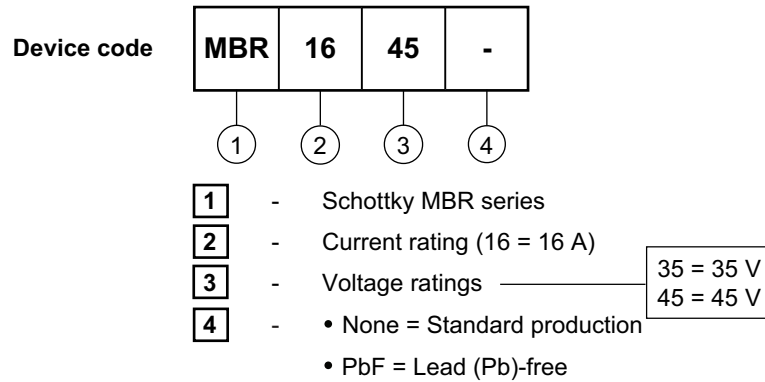 Device code MBR 16 45 -
1 2 3 4
1 - Schottky MBR series
2 - Current rating (16 = 16 A)
3 - Voltage ratings
35 = 35 V
45 = 45 V
4 - • None = Standard production
• PbF = Lead (Pb)-free